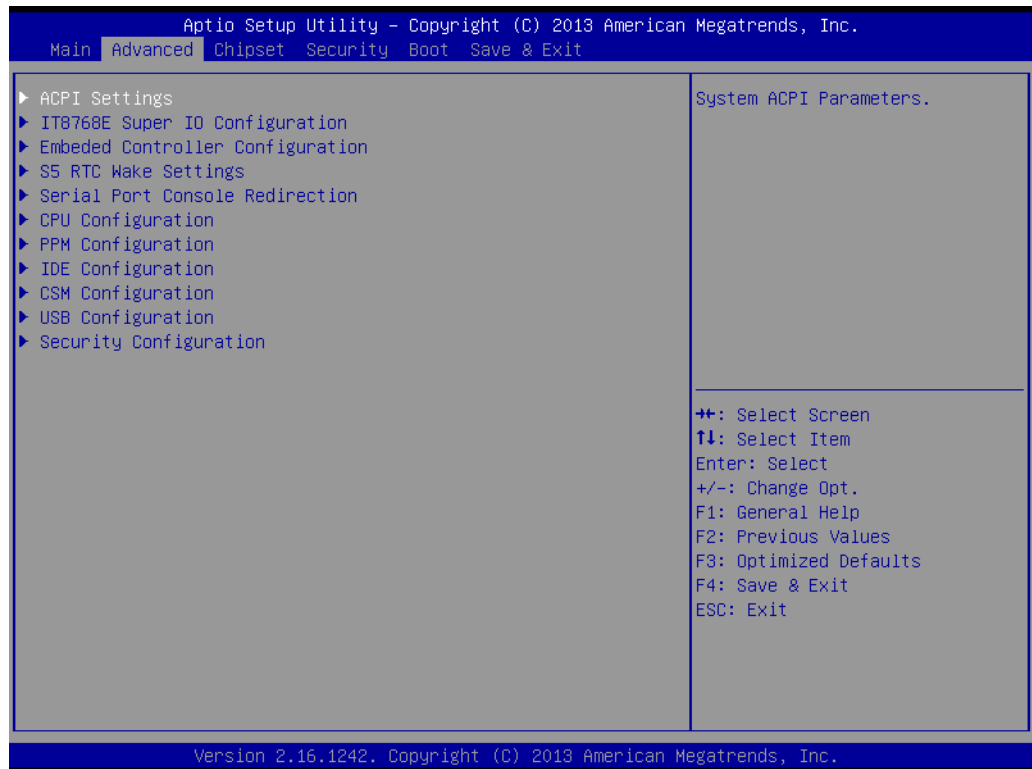 Aptio Setup Utility – Copyright (C) 2013 American Megatrends, Inc.
Main Advanced Chipset Security Boot Save & Exit
ACPI Settings
IT8768E Super IO Configuration
Embeded Controller Configuration
S5 RTC Wake Settings
Serial Port Console Redirection
CPU Configuration
PPM Configuration
IDE Configuration
CSM Configuration
USB Configuration
Security Configuration
System ACPI Parameters.
→←: Select Screen
↑↓: Select Item
Enter: Select
+/-: Change Opt.
F1: General Help
F2: Previous Values
F3: Optimized Defaults
F4: Save & Exit
ESC: Exit
Version 2.16.1242. Copyright (C) 2013 American Megatrends, Inc.